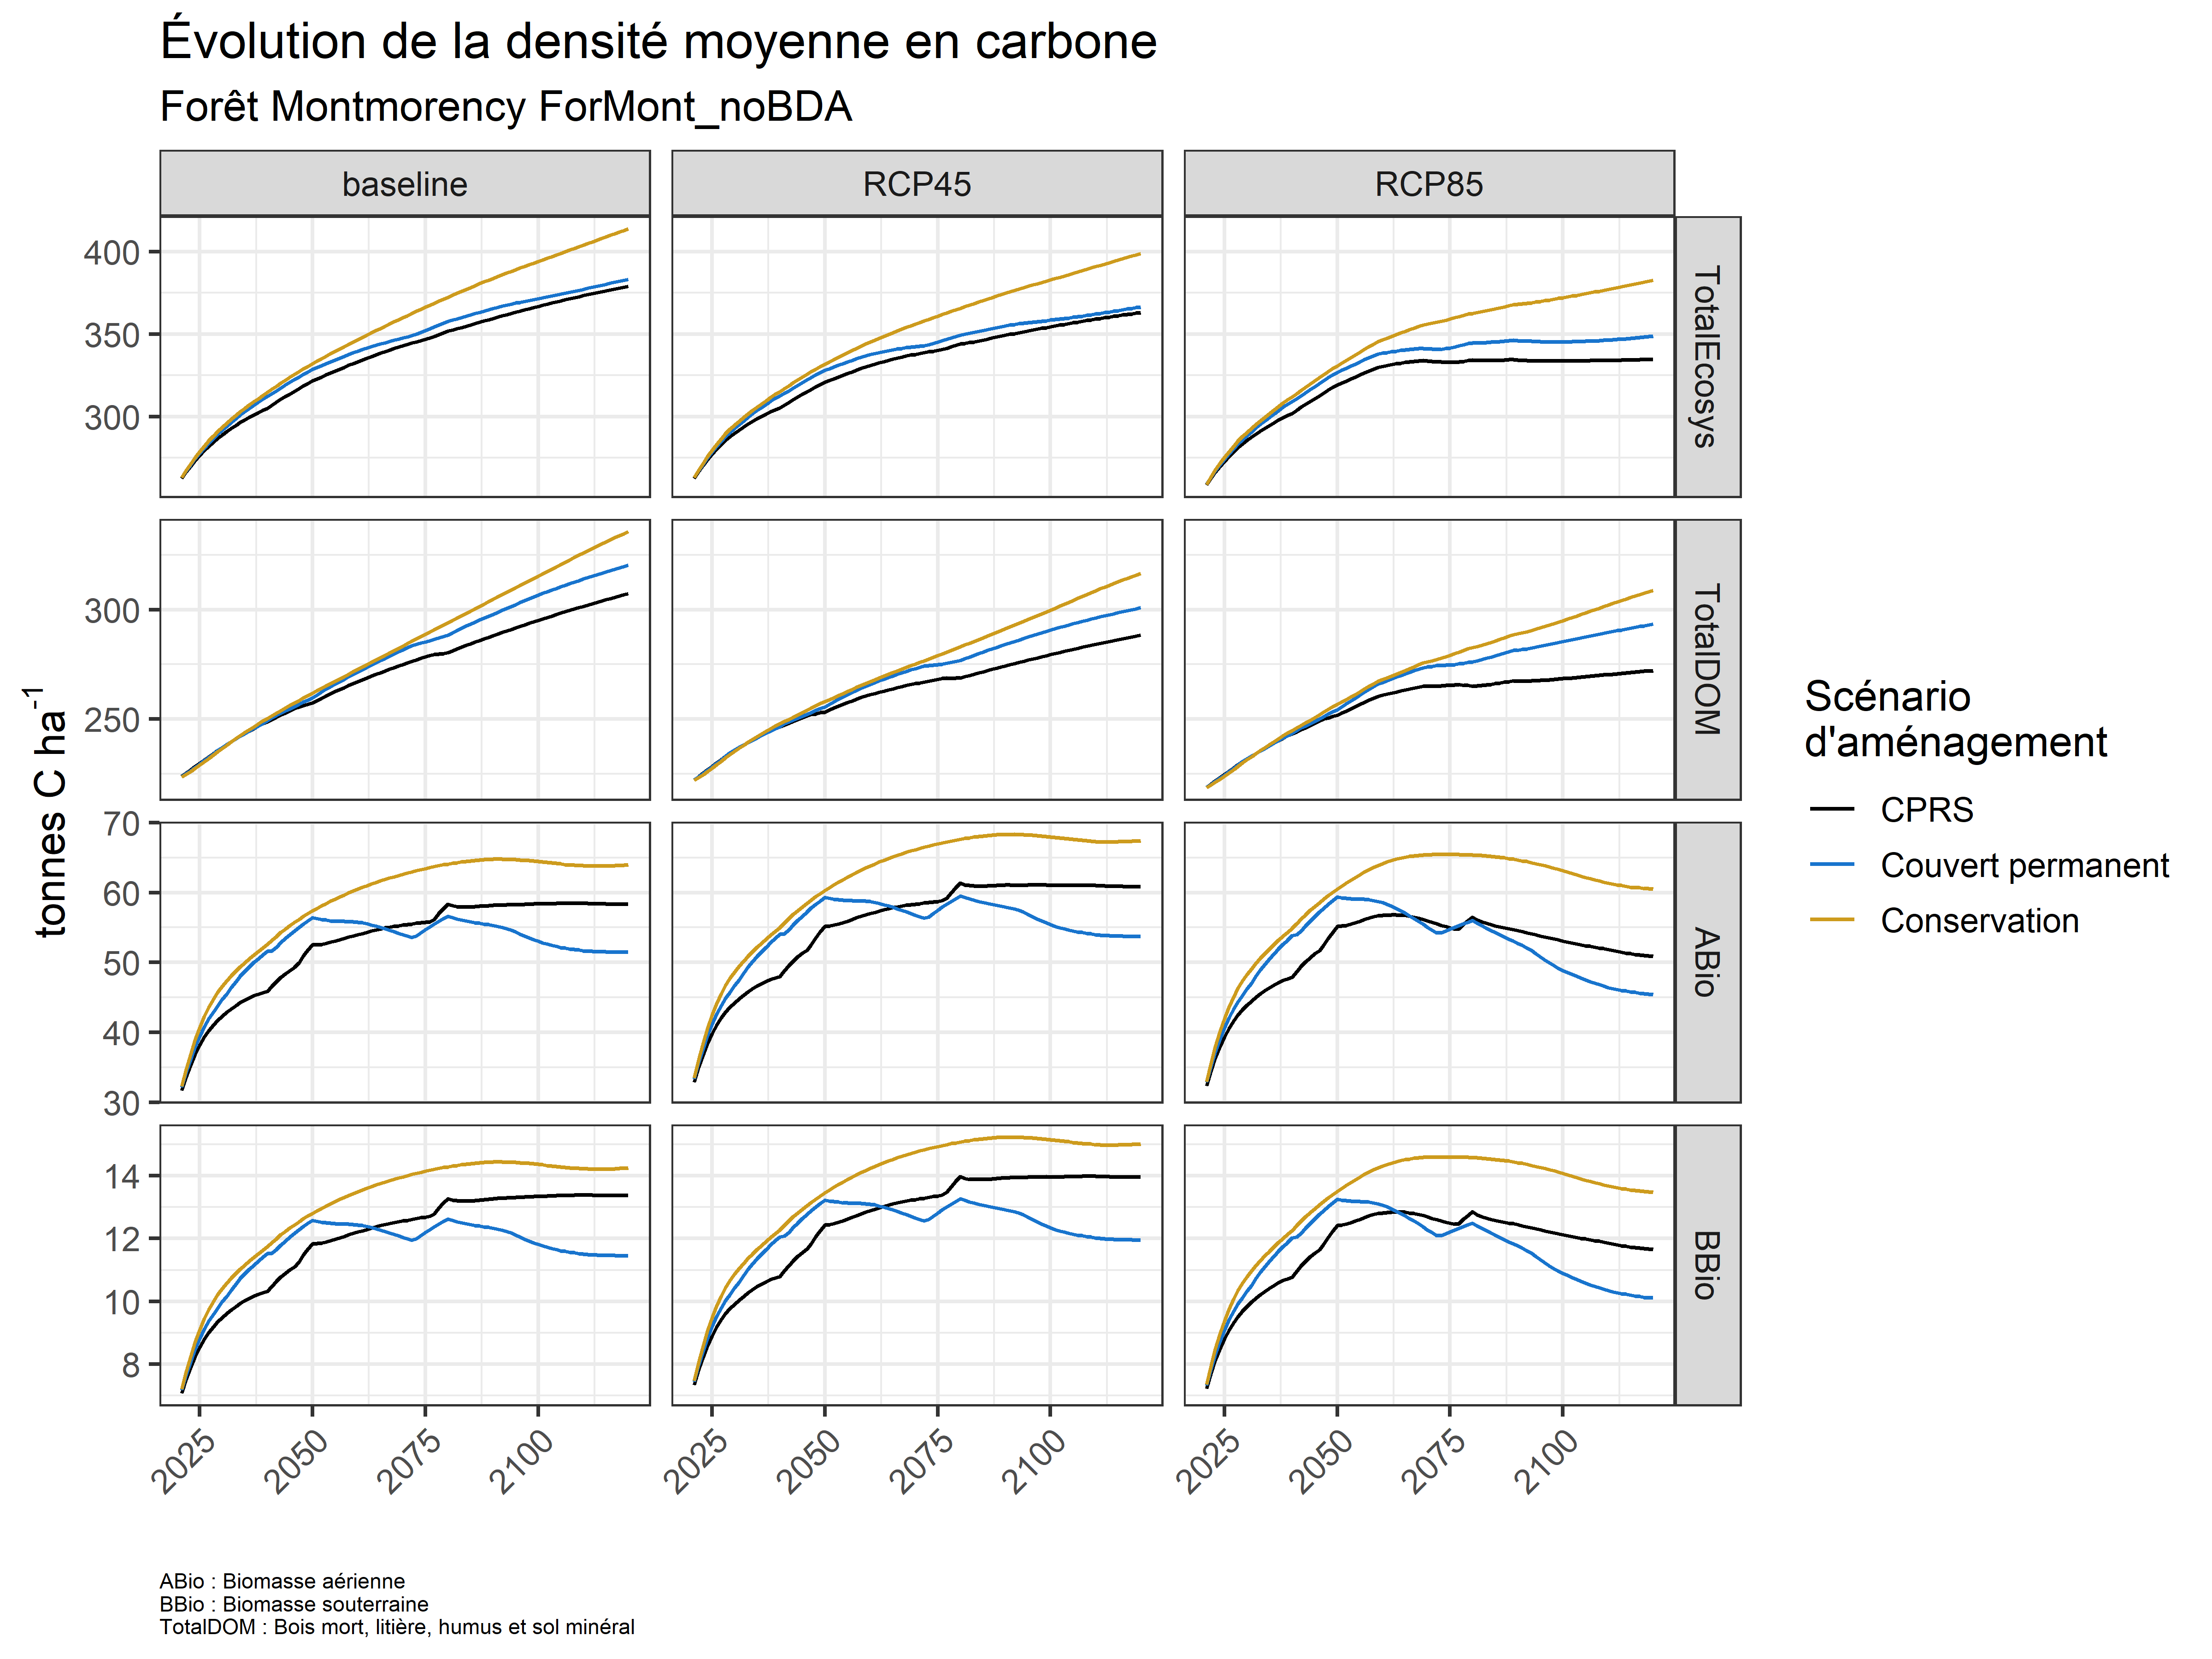 Évolution de la densité moyenne en carbone
Forêt Montmorency ForMont_noBDA
baseline RCP45 RCP85
400
350
300
TotalEcosys
300
250
TotalDOM
70
60
50
40
30
ABio
14
12
10
8
BBio
tonnes C ha⁻¹
2025 2050 2075 2100 2025 2050 2075 2100 2025 2050 2075 2100
Scénario
d'aménagement
CPRS
Couvert permanent
Conservation
ABio : Biomasse aérienne
BBio : Biomasse souterraine
TotalDOM : Bois mort, litière, humus et sol minéral